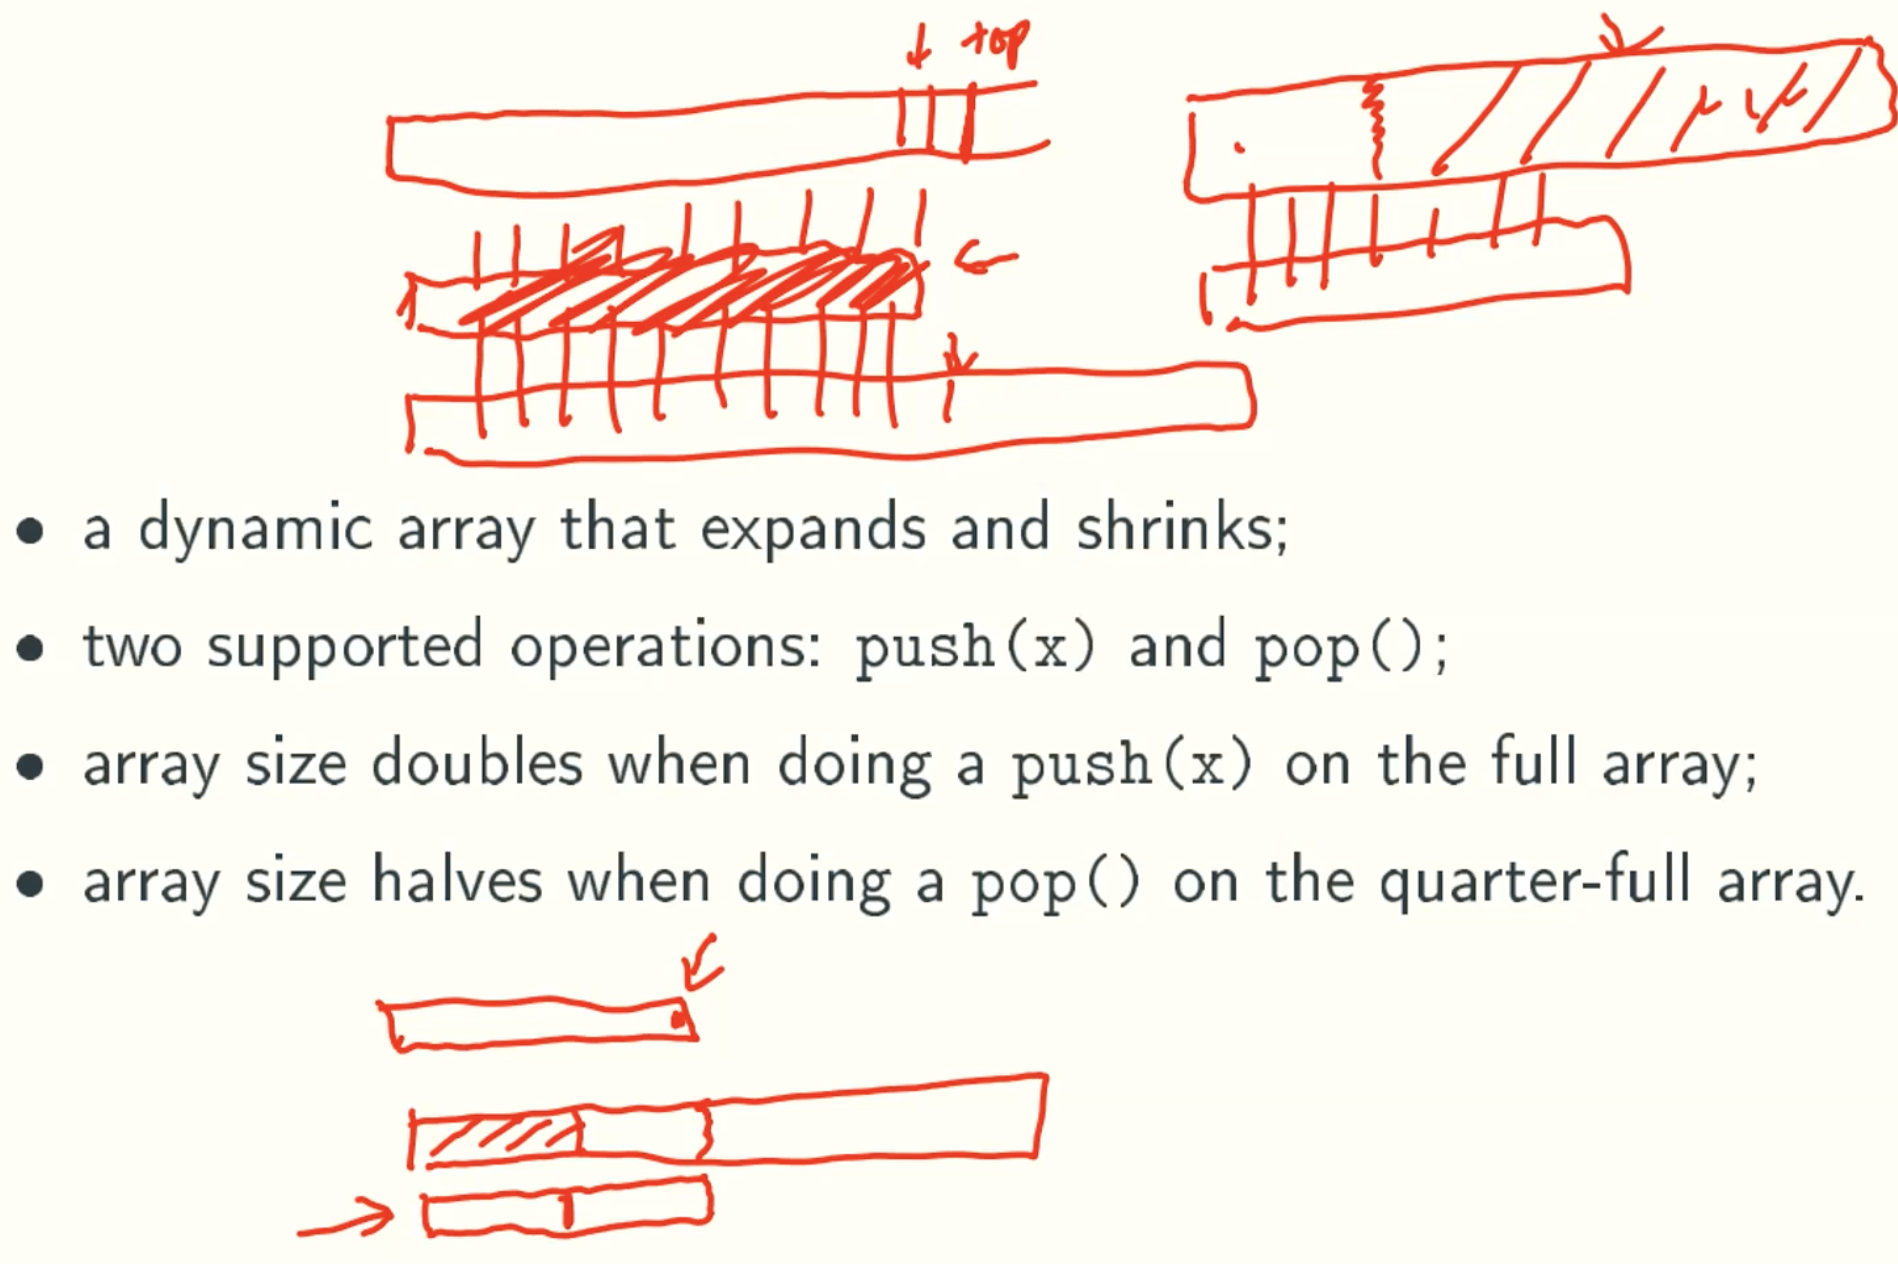 top
• a dynamic array that expands and shrinks;
• two supported operations: push(x) and pop();
• array size doubles when doing a push(x) on the full array;
• array size halves when doing a pop() on the quarter-full array.